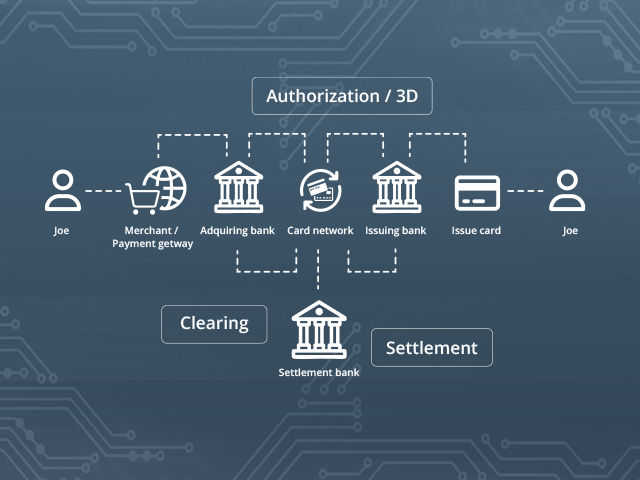 Authorization / 3D
Joe
Merchant /
Payment getway
Adquiring bank
Card network
Issuing bank
Issue card
Joe
Clearing
Settlement
Settlement bank